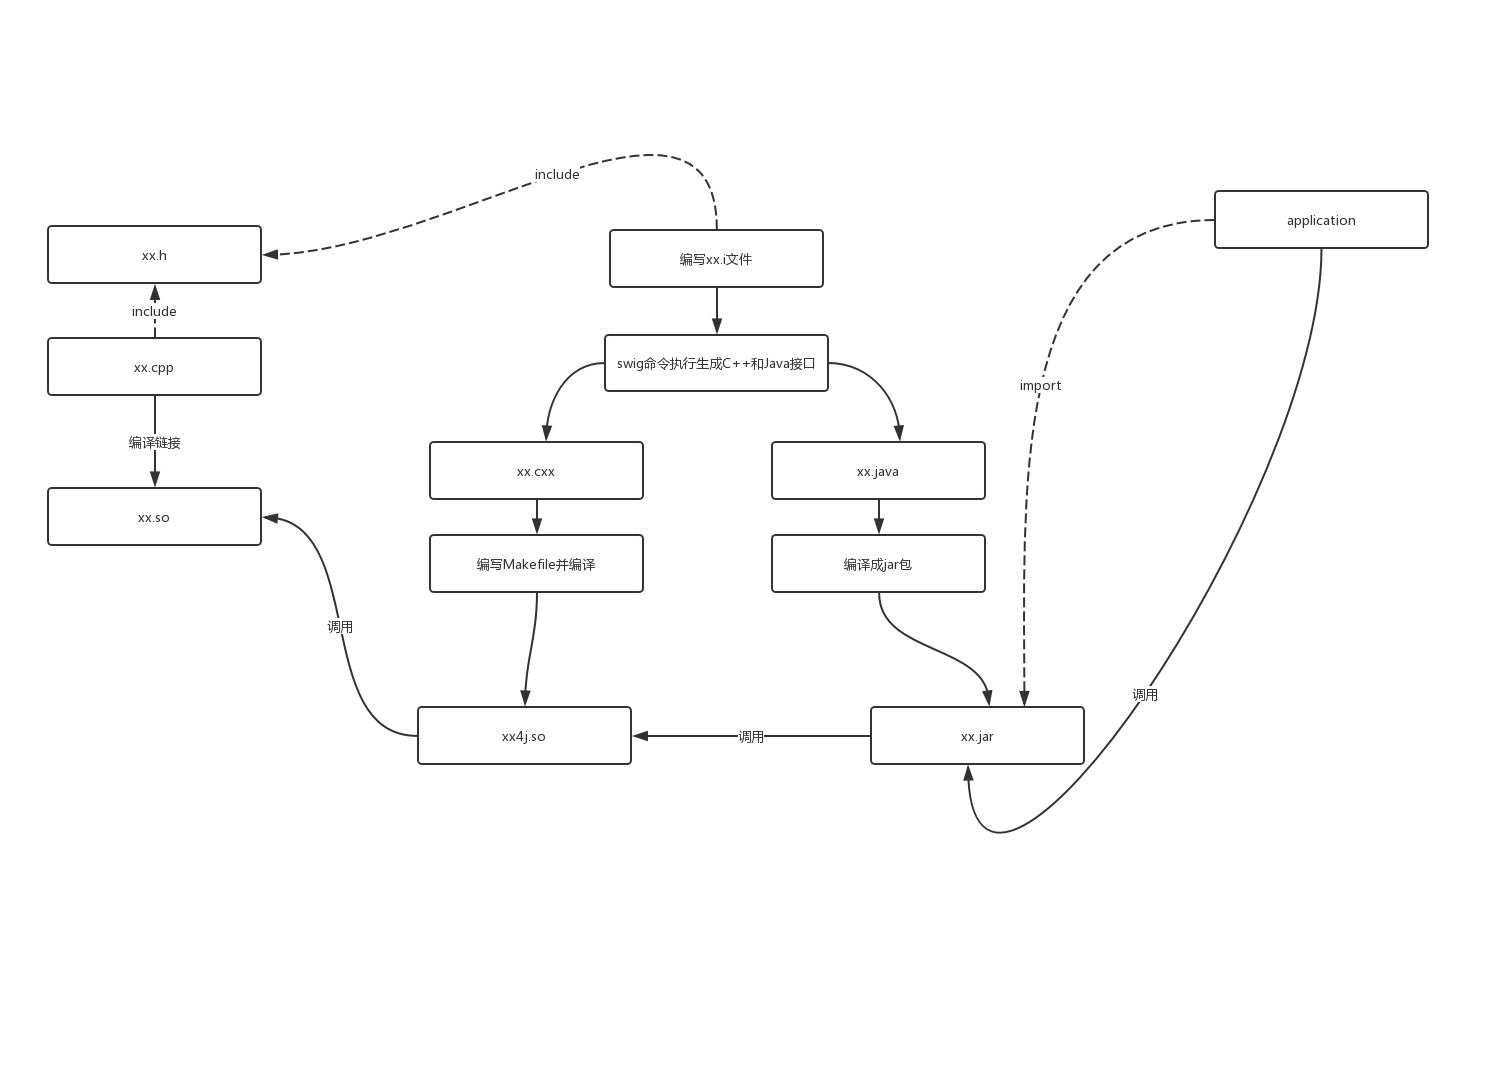 include
application
xx.h
编写xx.i文件
include
xx.cpp
swig命令执行生成C++和Java接口
import
编译链接
xx.cxx
xx.java
xx.so
编写Makefile并编译
编译成jar包
调用
调用
xx4j.so
调用
xx.jar